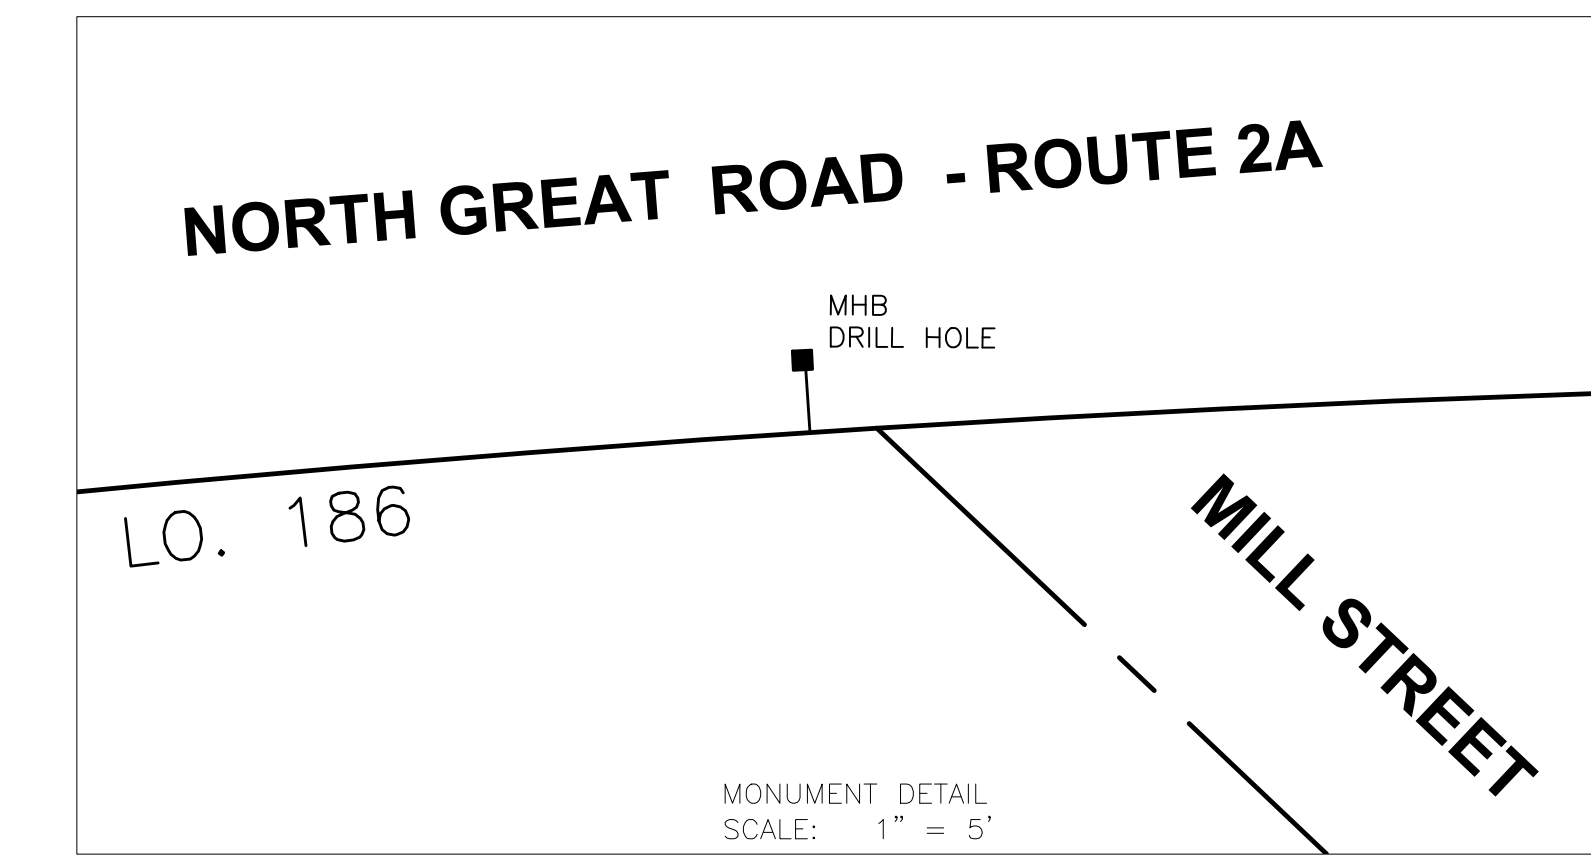 NORTH GREAT ROAD - ROUTE 2A
MHB
DRILL HOLE
LO. 186
MILL STREET
MONUMENT DETAIL
SCALE: 1" = 5'